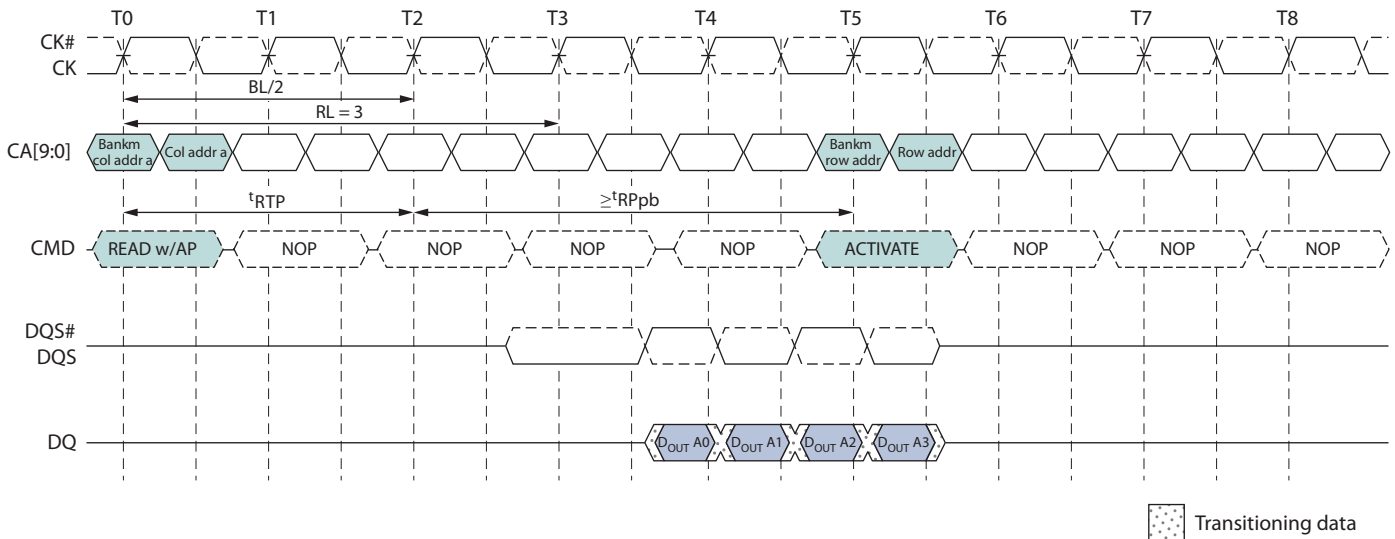 T0 T1 T2 T3 T4 T5 T6 T7 T8
CK#
CK
BL/2
RL = 3
CA[9:0] Bankm col addr a Col addr a Bankm row addr Row addr
tRTP ≥tRPpb
CMD READ w/AP NOP NOP NOP NOP ACTIVATE NOP NOP NOP
DQS#
DQS
DQ DOUT A0 DOUT A1 DOUT A2 DOUT A3
Transitioning data